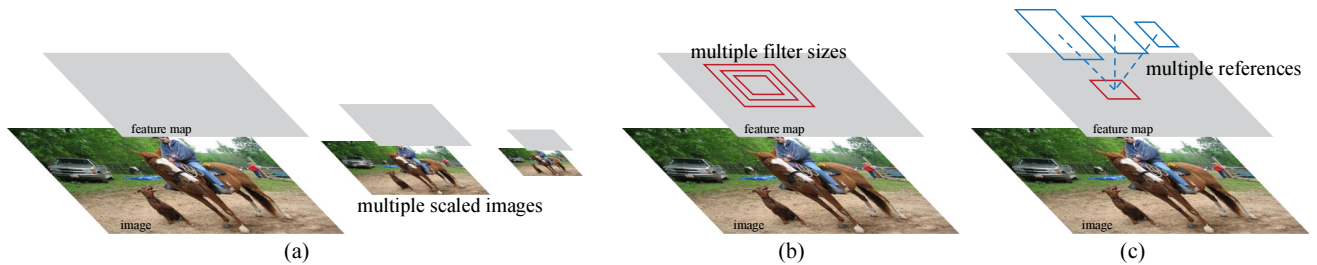 feature map
image
multiple scaled images
(a)
multiple filter sizes
feature map
image
(b)
multiple references
feature map
image
(c)